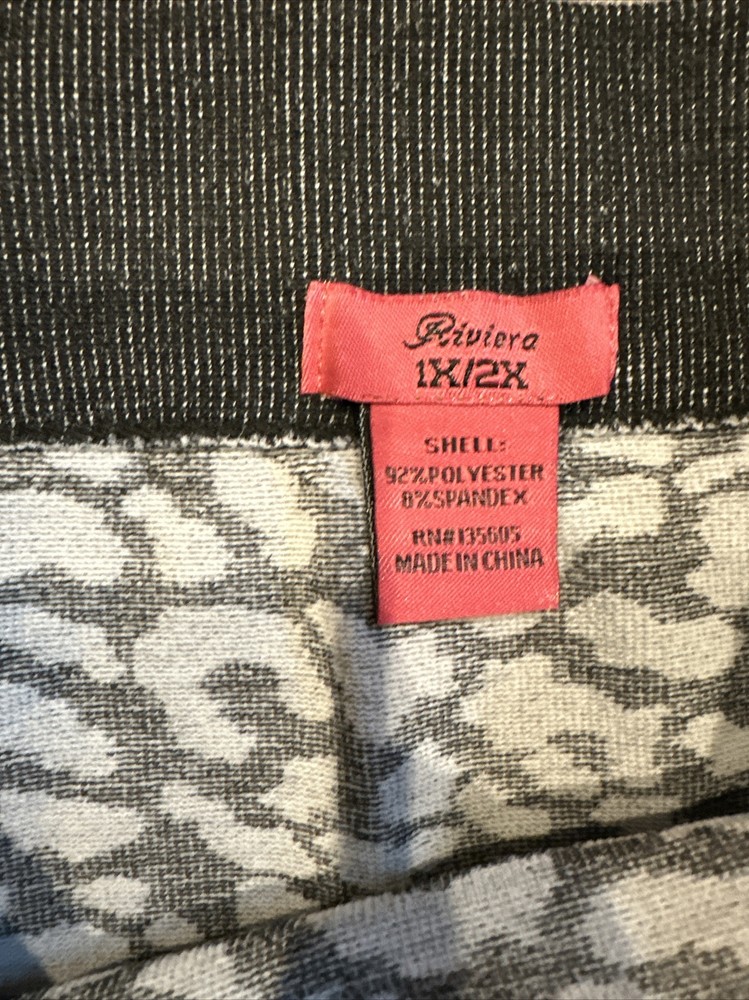 Riviera
1X/2X
SHELL:
92%POLYESTER
8%SPANDEX
RN#135605
MADE IN CHINA